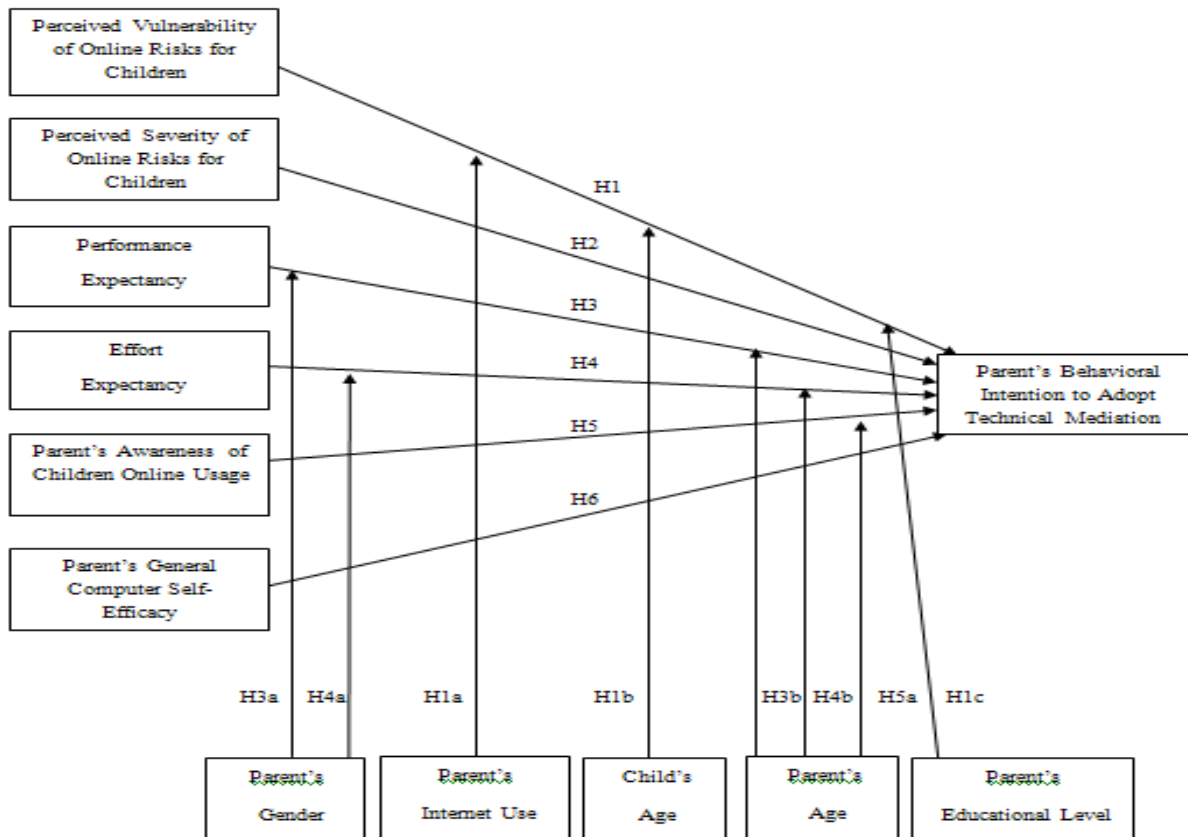 Perceived Vulnerability
of Online Risks for
Children
Perceived Severity of
Online Risks for
Children
Performance
Expectancy
Effort
Expectancy
Parent's Awareness of
Children Online Usage
Parent's General
Computer Self-
Efficacy
H1
H2
H3
H4
H5
H6
Parent's Behavioral
Intention to Adopt
Technical Mediation
H3a
H4a
H1a
H1b
H3b
H4b
H5a
H1c
Parent's
Gender
Parent's
Internet Use
Child's
Age
Parent's
Age
Parent's
Educational Level